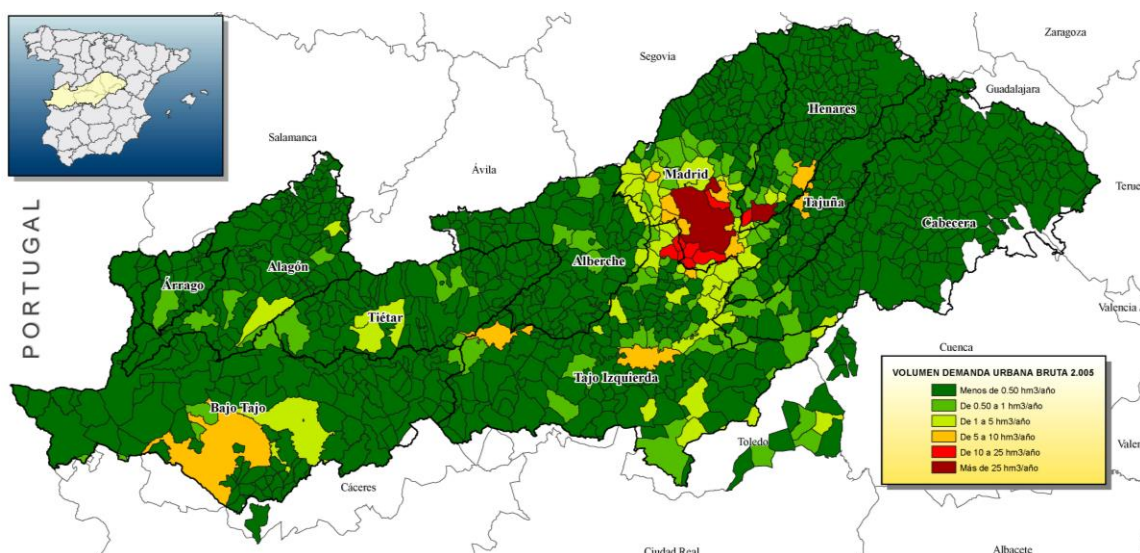 Zaragoza
Segovia
Guadalajara
Henares
Salamanca
Ávila
Madrid
Teruel
Tajuña
Cabecera
PORTUGAL
Alagón
Alberche
Árrago
Tiétar
Valencia
Cuenca
Tajo Izquierda
Bajo Tajo
Toledo
Cáceres
Ciudad Real
Albacete
VOLUMEN DEMANDA URBANA BRUTA 2.005
Menos de 0.50 hm3/año
De 0.50 a 1 hm3/año
De 1 a 5 hm3/año
De 5 a 10 hm3/año
De 10 a 25 hm3/año
Más de 25 hm3/año